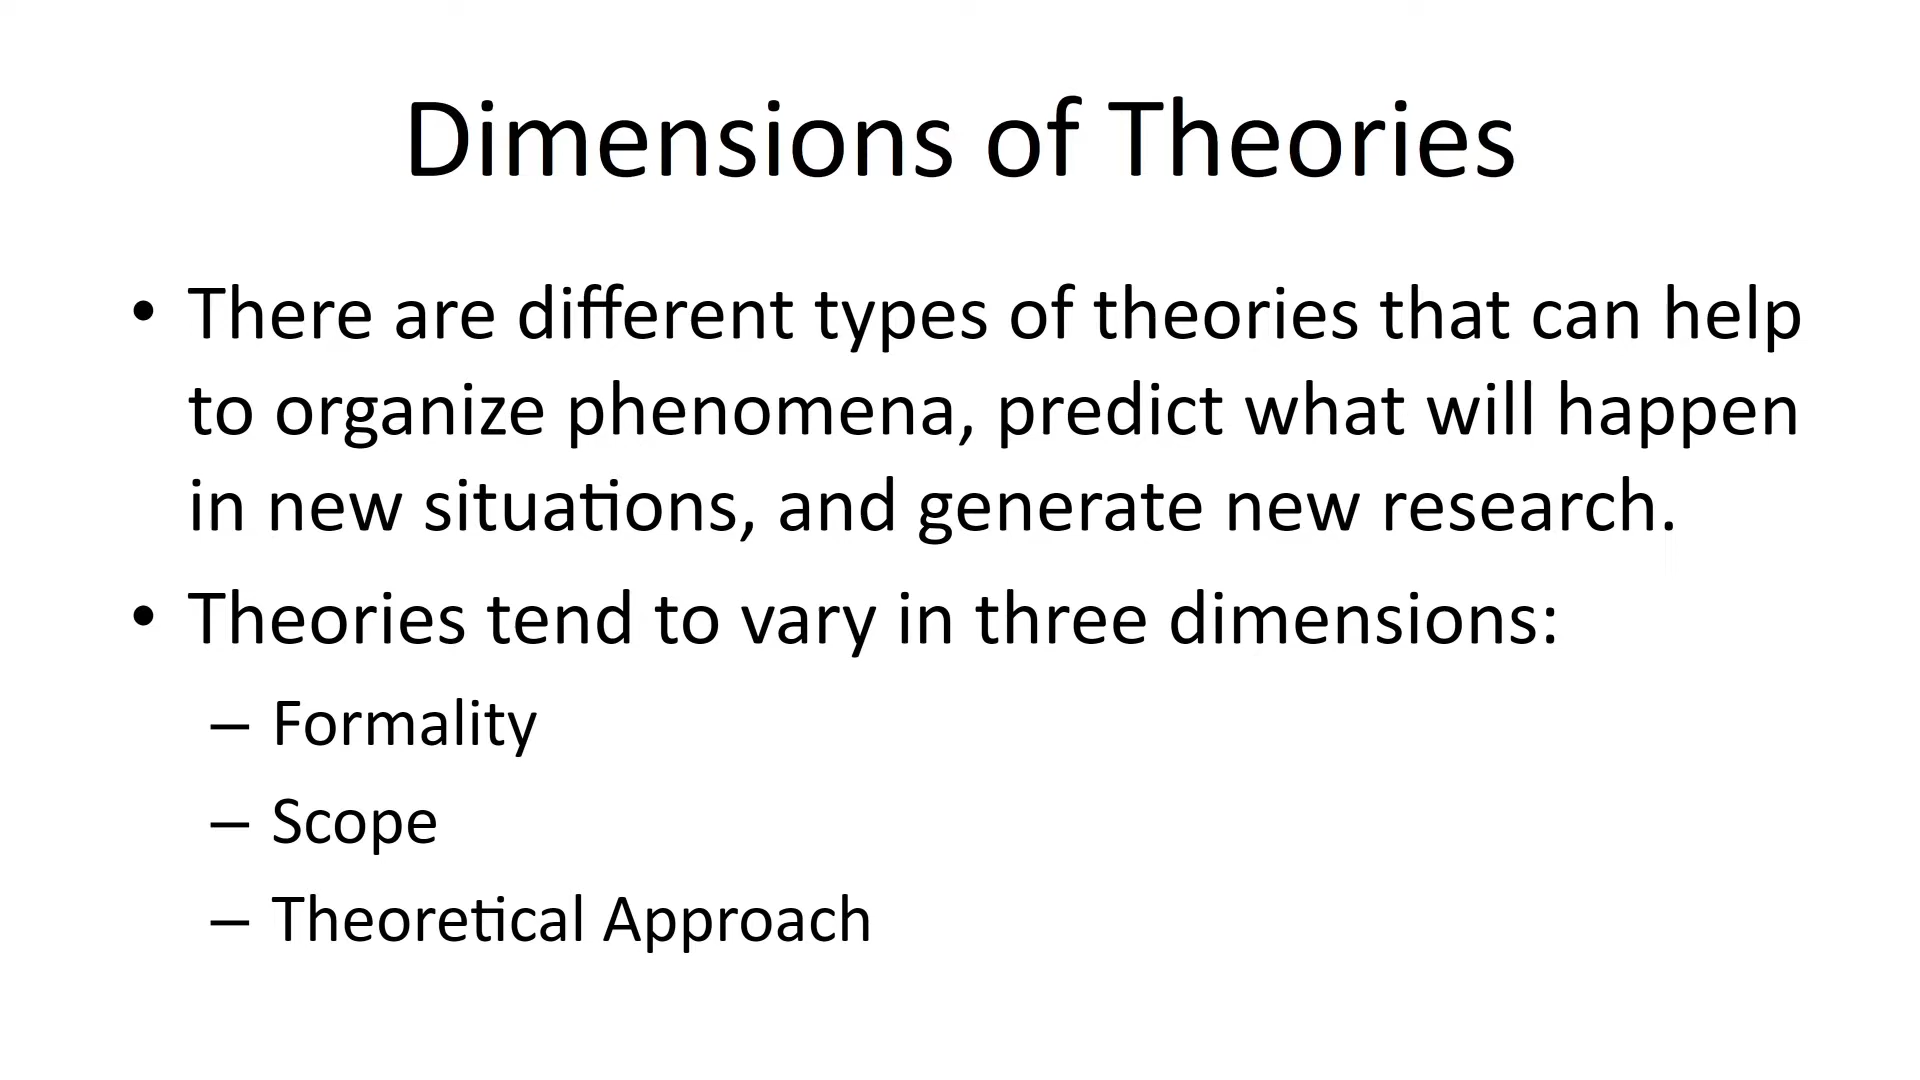 Dimensions of Theories
• There are different types of theories that can help
to organize phenomena, predict what will happen
in new situations, and generate new research.
• Theories tend to vary in three dimensions:
– Formality
– Scope
– Theoretical Approach